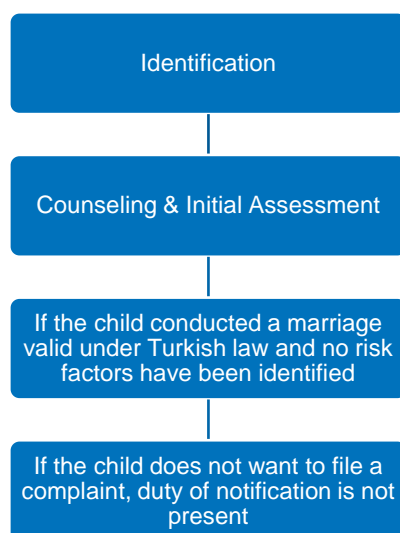 Identification
Counseling & Initial Assessment
If the child conducted a marriage
valid under Turkish law and no risk
factors have been identified
If the child does not want to file a
complaint, duty of notification is not
present